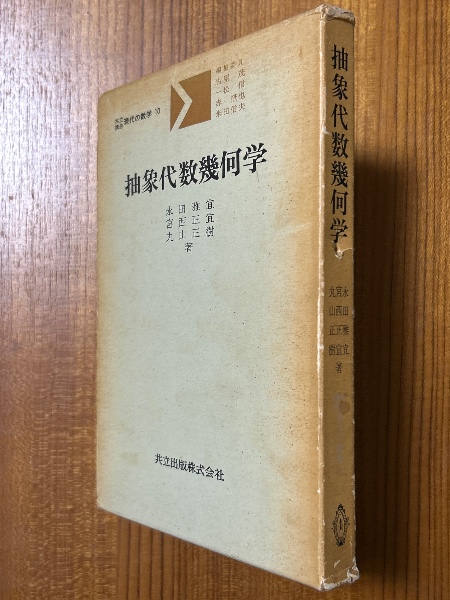 共立講座 現代の数学 10
抽象代数幾何学
永田雅宜
宮西正宜
丸山正樹
著
共立出版株式会社
抽象代数幾何学
永田雅宜
宮西正宜
丸山正樹
著